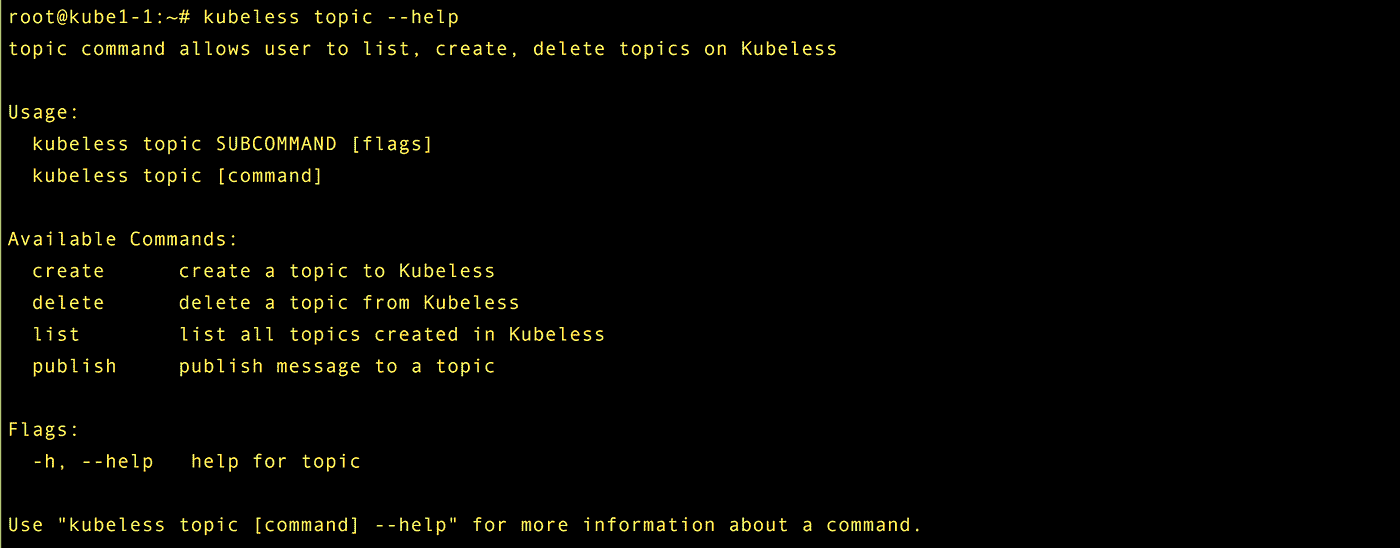 root@kube1-1:~# kubeless topic --help
topic command allows user to list, create, delete topics on Kubeless
Usage:
  kubeless topic SUBCOMMAND [flags]
  kubeless topic [command]
Available Commands:
  create      create a topic to Kubeless
  delete      delete a topic from Kubeless
  list        list all topics created in Kubeless
  publish     publish message to a topic
Flags:
  -h, --help   help for topic
Use "kubeless topic [command] --help" for more information about a command.